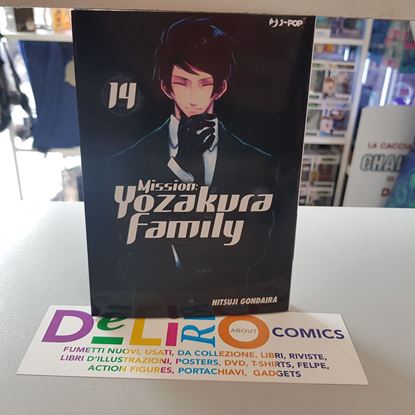 J-POP
14
Mission:
Yozakura
Family
HITSUJI GONDAIRA
DeLiRIO ABOUT COMICS
FUMETTI NUOVI, USATI, DA COLLEZIONE, LIBRI, RIVISTE,
LIBRI D'ILLUSTRAZIONI, POSTERS, DVD, T-SHIRTS, FELPE,
ACTION FIGURES, PORTACHIAVI, GADGETS
LA CACCIA
CHA